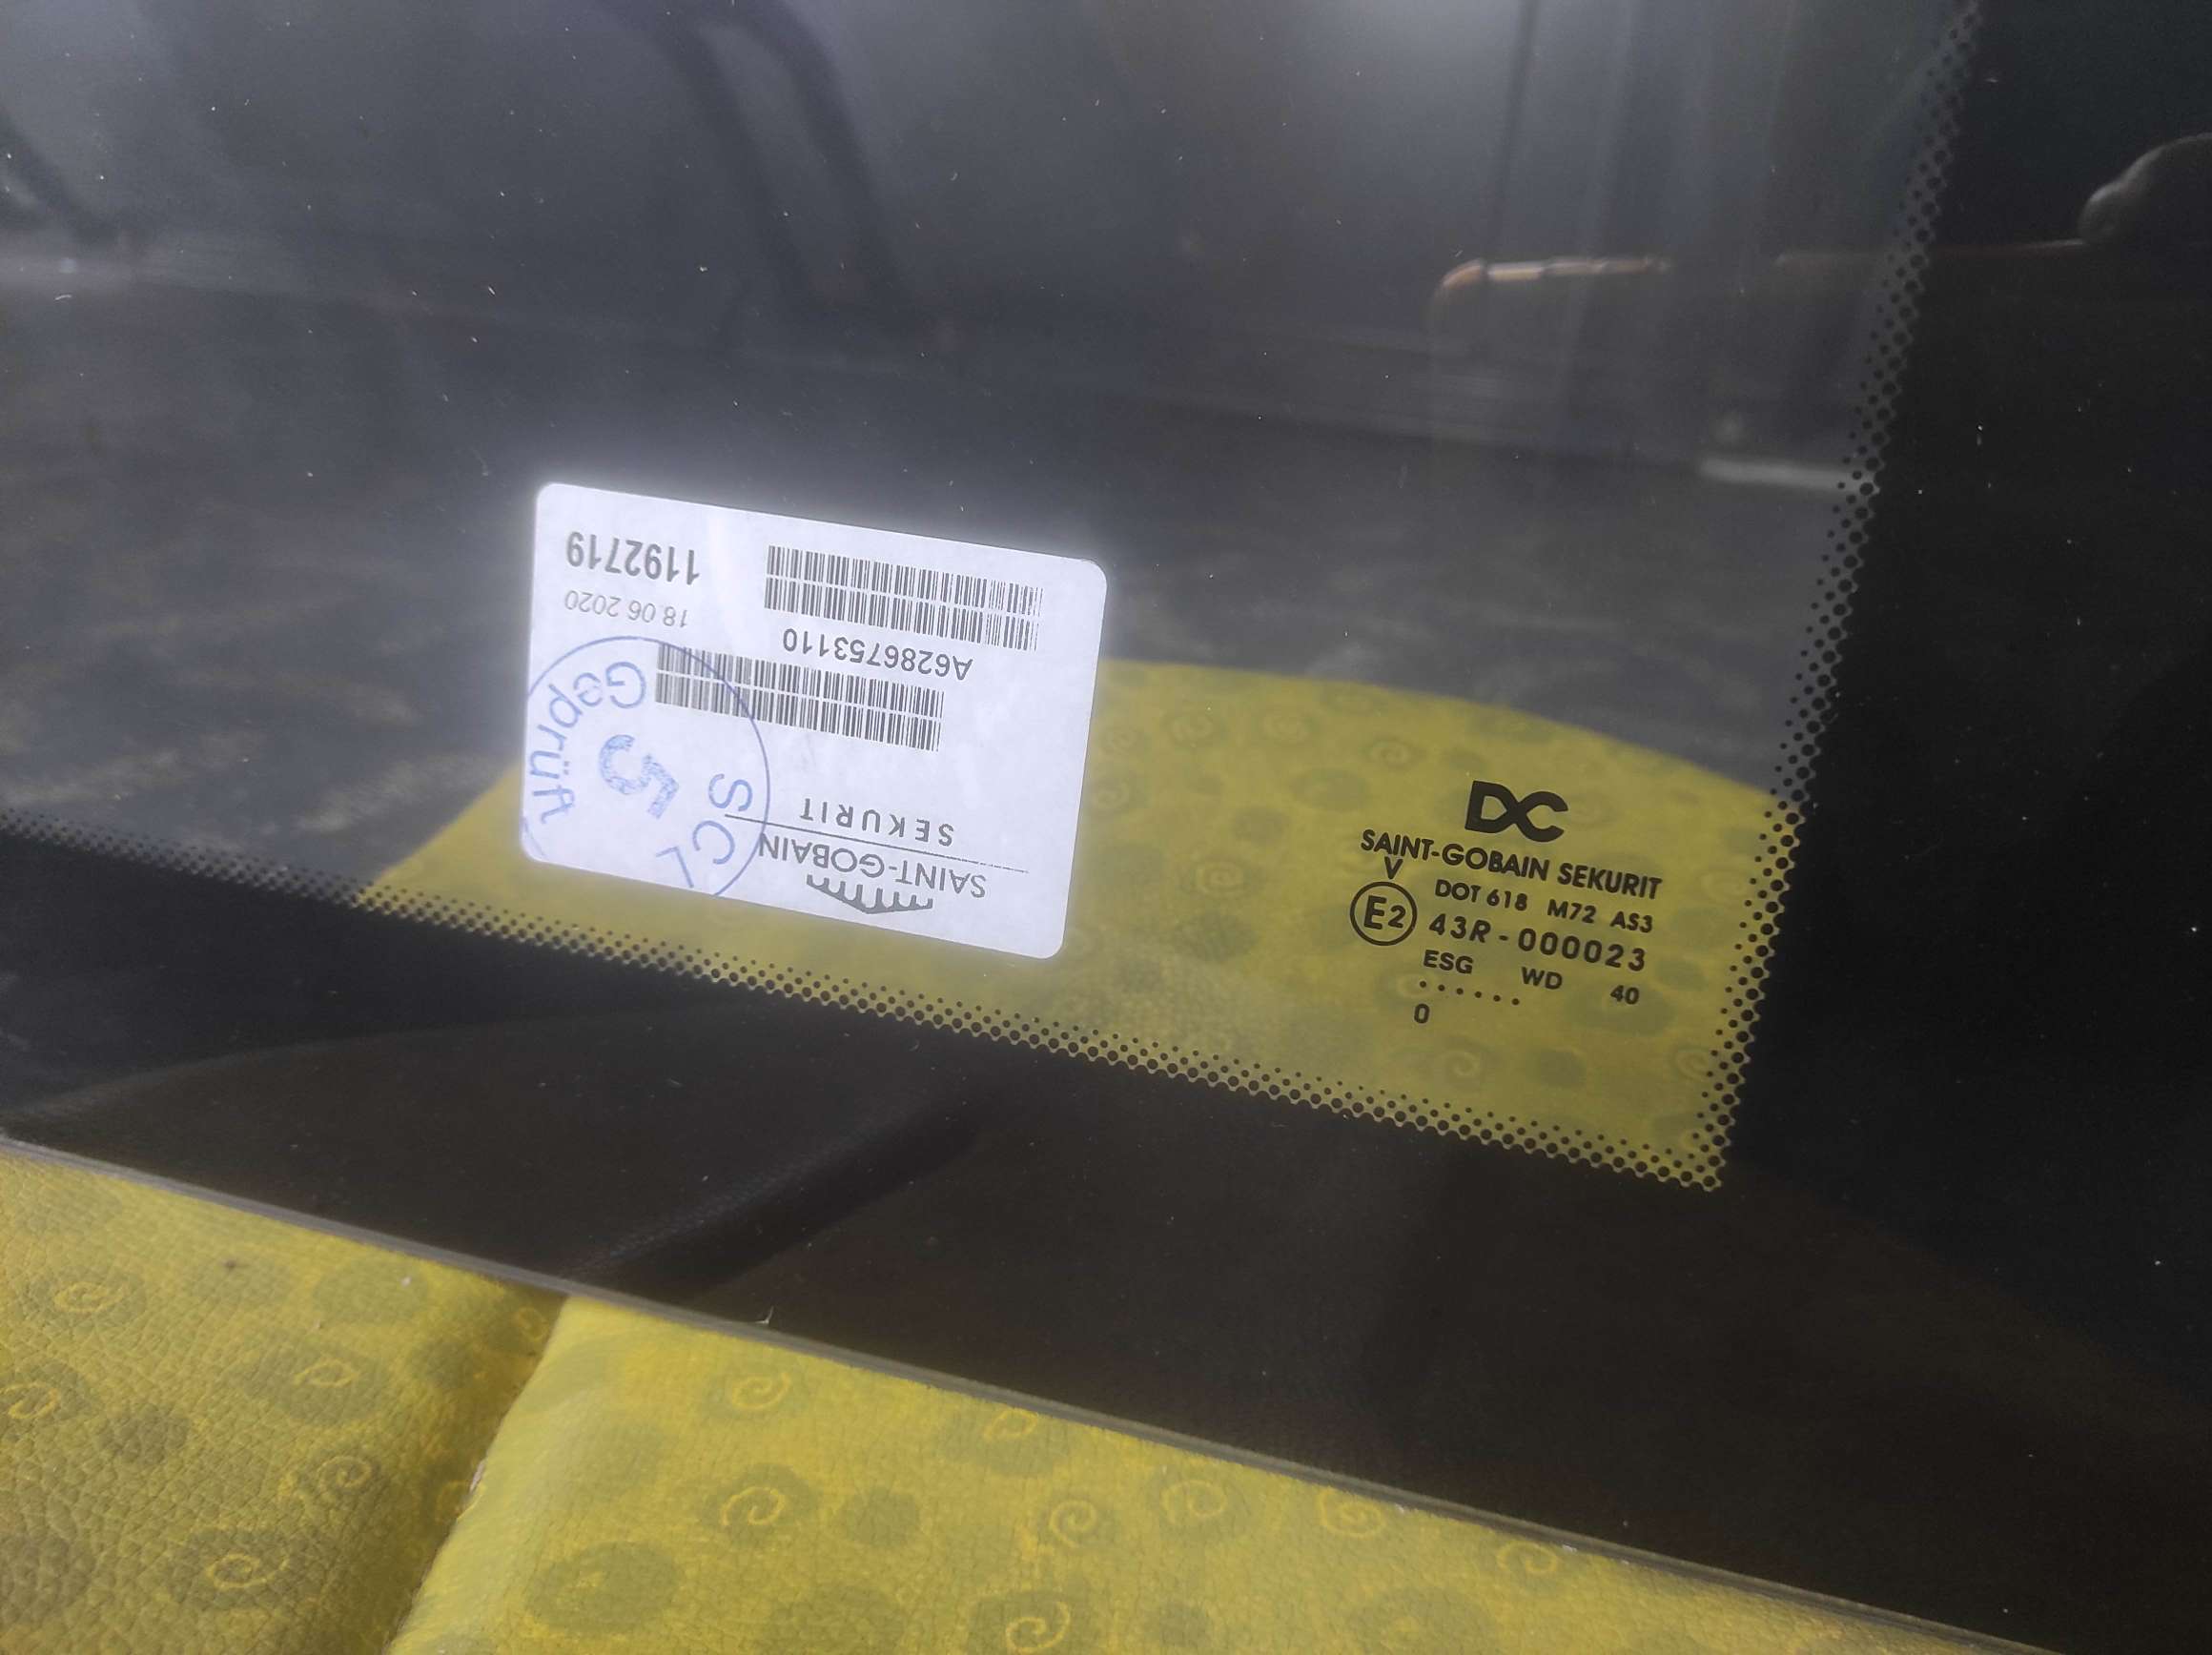 SAINT-GOBAIN
SEKURIT
A6286753110
18.06.2020
1192719
SCL
5
Geprüft
DC
SAINT-GOBAIN SEKURIT
V DOT 618 M72 AS3
E2 43R-000023
ESG WD 40
......
0